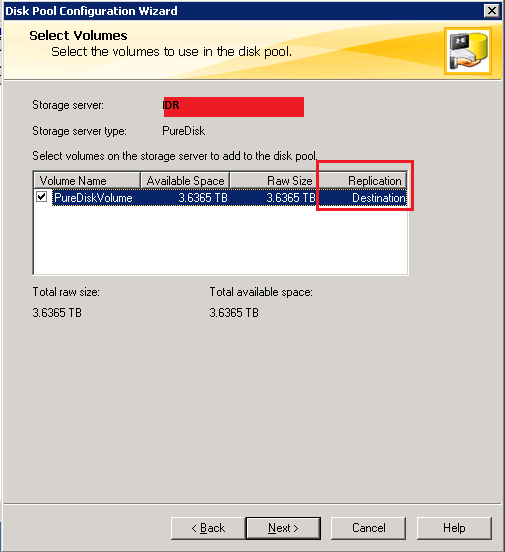 Disk Pool Configuration Wizard
Select Volumes
Select the volumes to use in the disk pool.
Storage server: IDR
Storage server type: PureDisk
Select volumes on the storage server to add to the disk pool.
Volume Name Available Space Raw Size Replication
PureDiskVolume 3.6365 TB 3.6365 TB Destination
Total raw size: Total available space:
3.6365 TB 3.6365 TB
< Back Next > Cancel Help